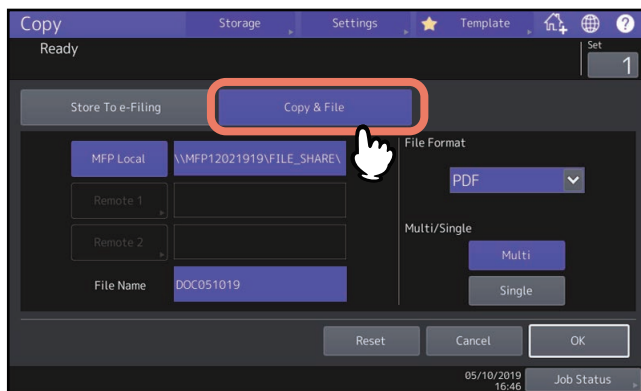 Copy
Storage
Settings
Template
?
Ready
Set
1
Store To e-Filing
Copy & File
MFP Local
\\MFP12021919\FILE_SHARE\
Remote 1
Remote 2
File Name
DOC051019
File Format
PDF
Multi/Single
Multi
Single
Reset
Cancel
OK
05/10/2019
16:46
Job Status